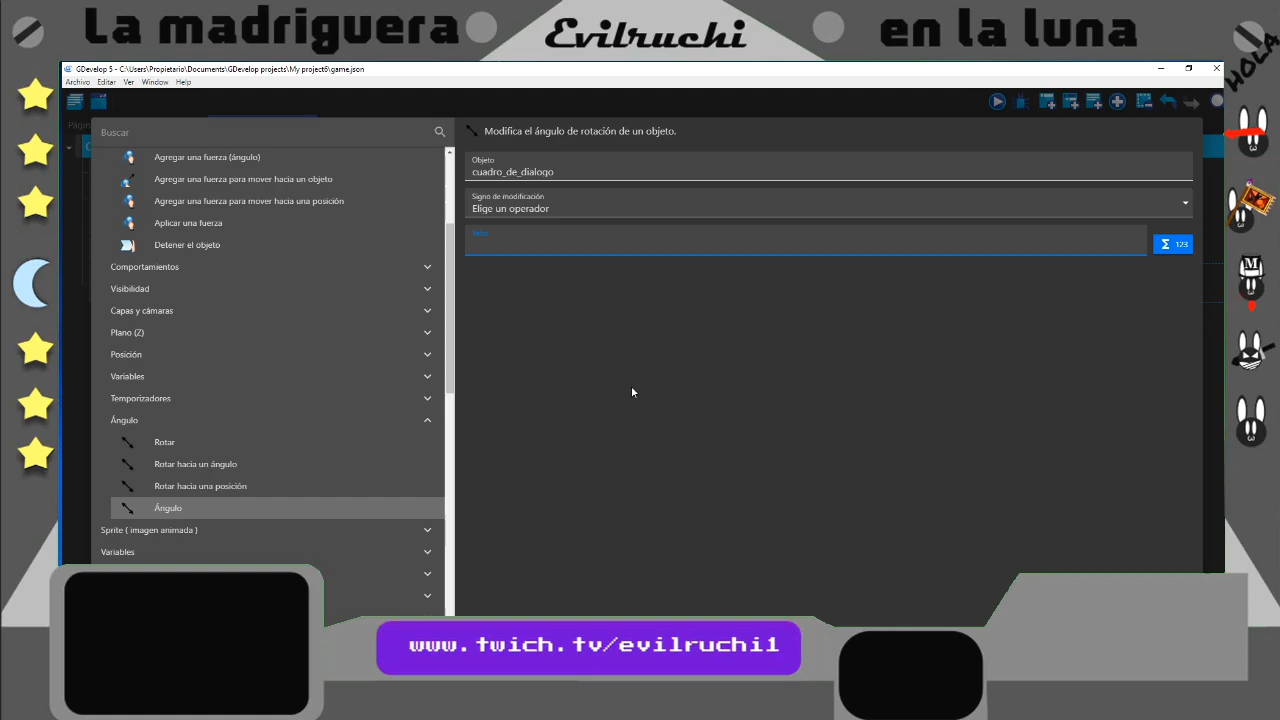 La madriguera
Evilruchi
en la luna
HOLA
GDevelop 5 - C:\Users\Propietario\Documents\GDevelop projects\My project6\game.json
Archivo Editar Ver Window Help
Buscar
Agregar una fuerza (ángulo)
Agregar una fuerza para mover hacia un objeto
Agregar una fuerza para mover hacia una posición
Aplicar una fuerza
Detener el objeto
Comportamientos
Visibilidad
Capas y cámaras
Plano (Z)
Posición
Variables
Temporizadores
Ángulo
Rotar
Rotar hacia un ángulo
Rotar hacia una posición
Ángulo
Sprite ( imagen animada )
Variables
Modifica el ángulo de rotación de un objeto.
Objeto
cuadro_de_dialogo
Signo de modificación
Elige un operador
Valor
Σ 123
M
www.twich.tv/evilruchi1